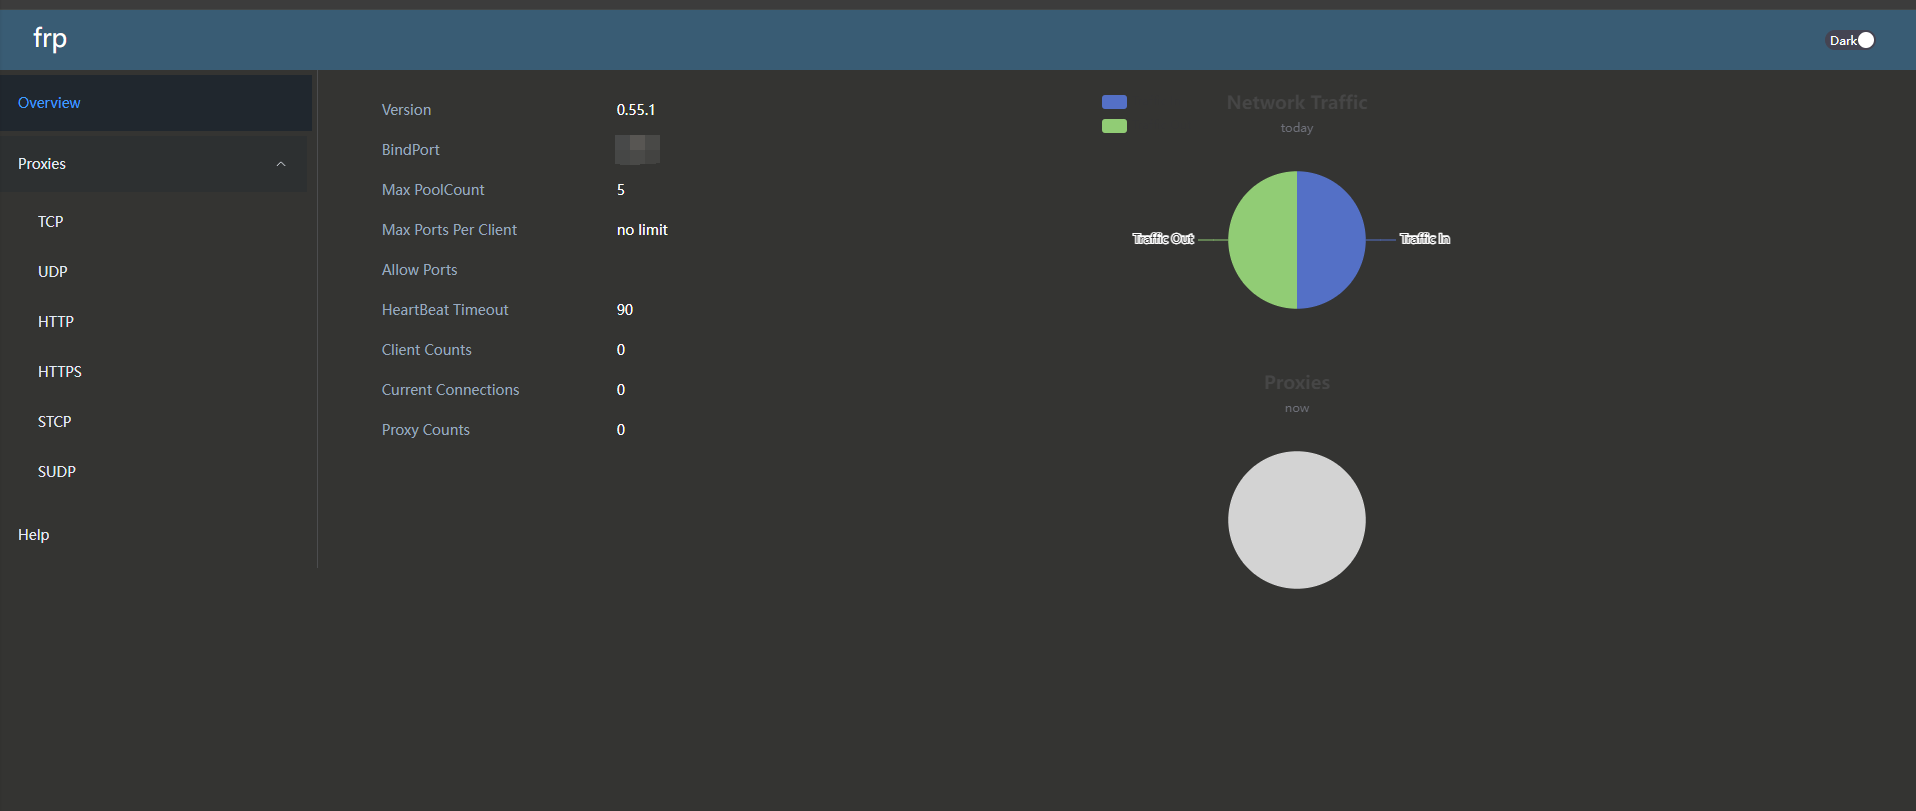 frp
Dark
Overview
Proxies
TCP
UDP
HTTP
HTTPS
STCP
SUDP
Help
Version 0.55.1
BindPort
Max PoolCount 5
Max Ports Per Client no limit
Allow Ports
HeartBeat Timeout 90
Client Counts 0
Current Connections 0
Proxy Counts 0
Network Traffic
today
Traffic Out
Traffic In
Proxies
now